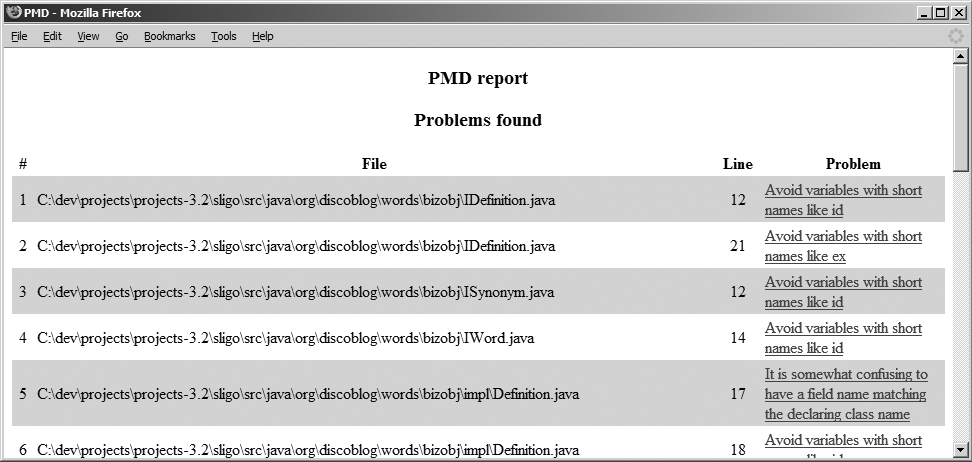 PMD - Mozilla Firefox
File Edit View Go Bookmarks Tools Help
PMD report
Problems found
# File Line Problem
1 C:\dev\projects\projects-3.2\sligo\src\java\org\discoblog\words\bizobj\IDefinition.java 12 Avoid variables with short
names like id
2 C:\dev\projects\projects-3.2\sligo\src\java\org\discoblog\words\bizobj\IDefinition.java 21 Avoid variables with short
names like ex
3 C:\dev\projects\projects-3.2\sligo\src\java\org\discoblog\words\bizobj\ISynonym.java 12 Avoid variables with short
names like id
4 C:\dev\projects\projects-3.2\sligo\src\java\org\discoblog\words\bizobj\IWord.java 14 Avoid variables with short
names like id
5 C:\dev\projects\projects-3.2\sligo\src\java\org\discoblog\words\bizobj\impl\Definition.java 17 It is somewhat confusing to
have a field name matching
the declaring class name
6 C:\dev\projects\projects-3.2\sligo\src\java\org\discoblog\words\bizobj\impl\Definition.java 18 Avoid variables with short